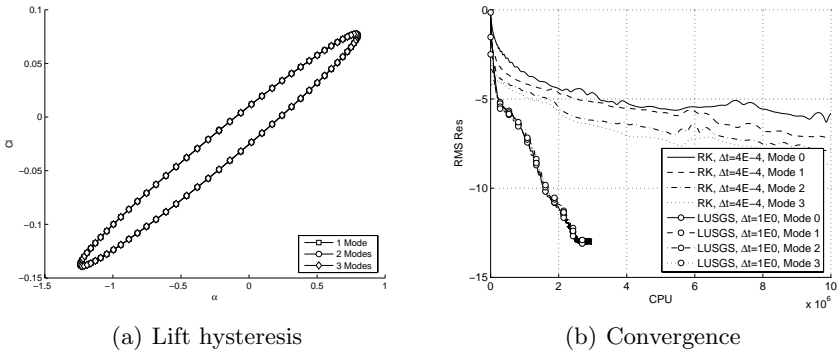 0.1
0.05
0
−0.05
−0.1
−0.15
Cl
−1.5
−1
−0.5
0
0.5
1
α
1 Mode
2 Modes
3 Modes
(a) Lift hysteresis
0
−5
−10
−15
RMS Res
0
2
4
6
8
10
x 10⁶
CPU
RK, Δt=4E−4, Mode 0
RK, Δt=4E−4, Mode 1
RK, Δt=4E−4, Mode 2
RK, Δt=4E−4, Mode 3
LUSGS, Δt=1E0, Mode 0
LUSGS, Δt=1E0, Mode 1
LUSGS, Δt=1E0, Mode 2
LUSGS, Δt=1E0, Mode 3
(b) Convergence